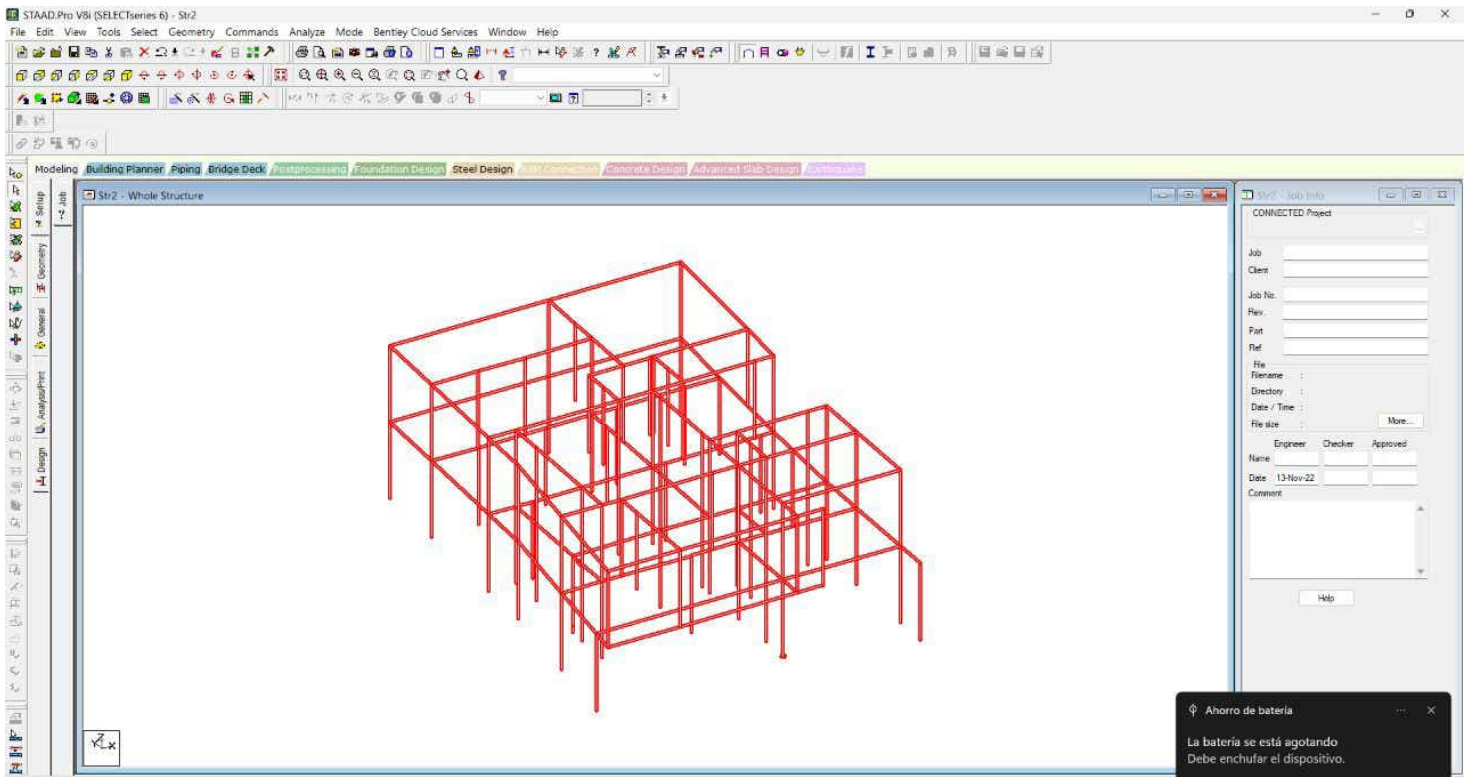 STAAD.Pro V8i (SELECTseries 6) - Str2
File Edit View Tools Select Geometry Commands Analyze Mode Bentley Cloud Services Window Help
Modeling Building Planner Piping Bridge Deck Postprocessing Foundation Design Steel Design Concrete Design Advanced Slab Design Earthquake
Setup
Geometry
General
Analysis/Print
Design
Job
Str2 - Whole Structure
Str2 - Job Info
CONNECTED Project
Job
Client
Job No.
Rev.
Part
Ref
File
Filename :
Directory :
Date / Time :
File size :
More...
Engineer Checker Approved
Name
Date 13-Nov-22
Comment
Help
Y Z X
Ahorro de batería
La batería se está agotando
Debe enchufar el dispositivo.